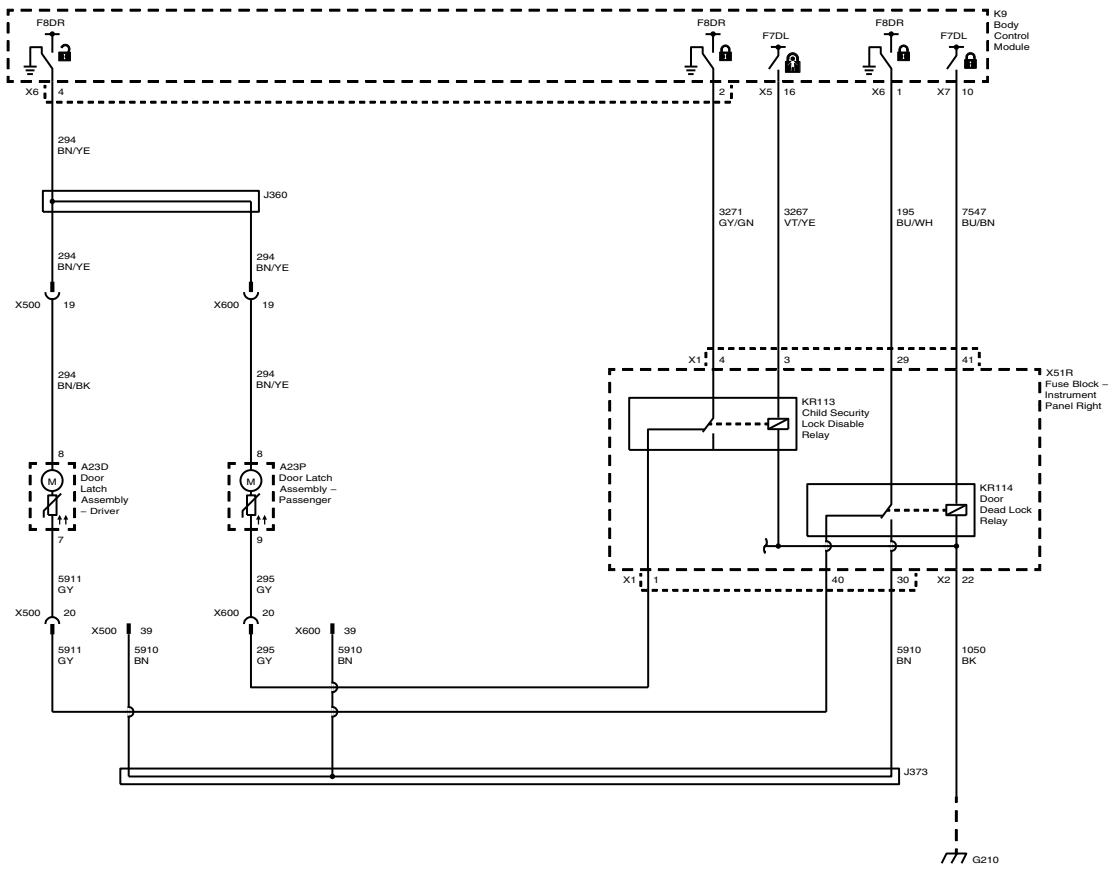 F8DR
F8DR
F7DL
F8DR
F7DL
K9
Body
Control
Module
X6 4
2
X5 16
X6 1
X7 10
294
BN/YE
J360
3271
GY/GN
3267
VT/YE
195
BU/WH
7547
BU/BN
294
BN/YE
294
BN/YE
X500 19
X600 19
X1 4
3
29
41
294
BN/BK
294
BN/YE
X51R
Fuse Block –
Instrument
Panel Right
KR113
Child Security
Lock Disable
Relay
8
8
M
A23D
Door
Latch
Assembly
– Driver
M
A23P
Door Latch
Assembly –
Passenger
KR114
Door
Dead Lock
Relay
7
9
X1 1
40
30
X2 22
5911
GY
295
GY
X500 20
X600 20
X500 39
X600 39
5911
GY
5910
BN
295
GY
5910
BN
5910
BN
1050
BK
J373
G210